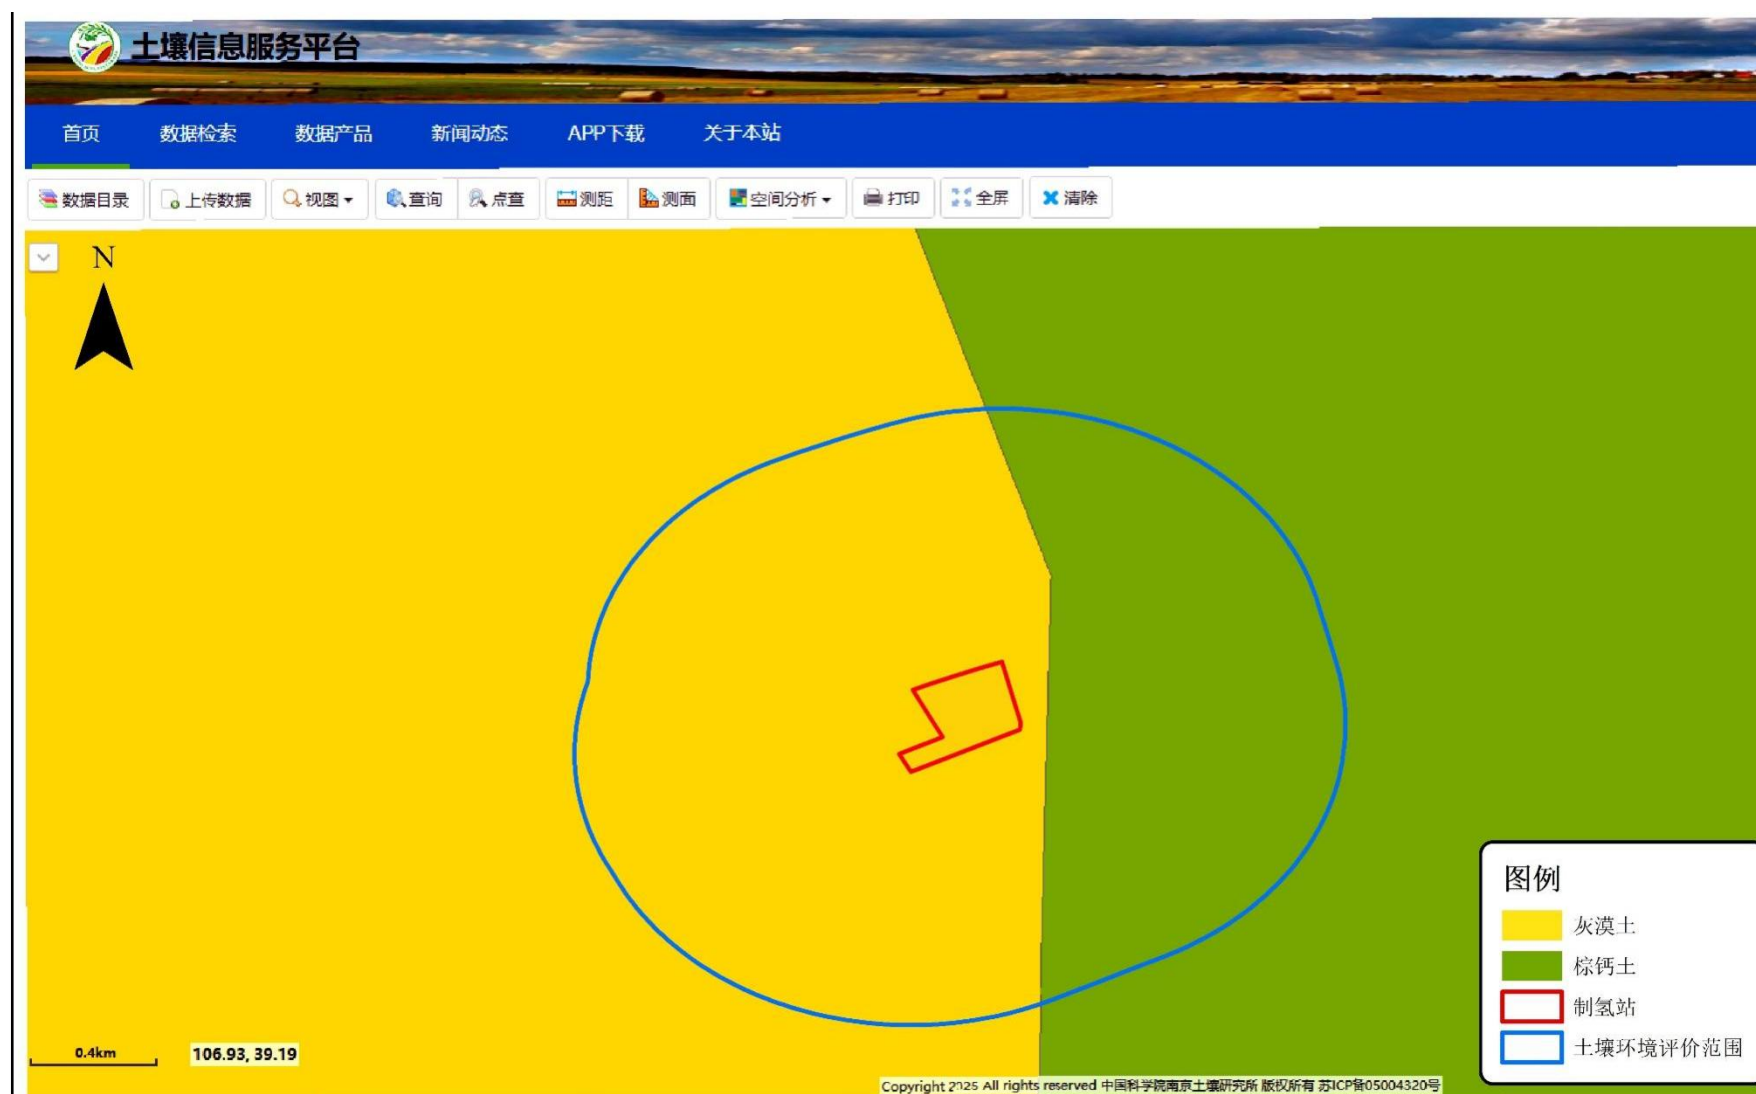 土壤信息服务平台
首页 数据检索 数据产品 新闻动态 APP下载 关于本站
数据目录 上传数据 视图 查询 点查 测距 测面 空间分析 打印 全屏 清除
N
图例
灰漠土
棕钙土
制氢站
土壤环境评价范围
0.4km 106.93, 39.19
Copyright 2025 All rights reserved 中国科学院南京土壤研究所 版权所有 苏ICP备05004320号